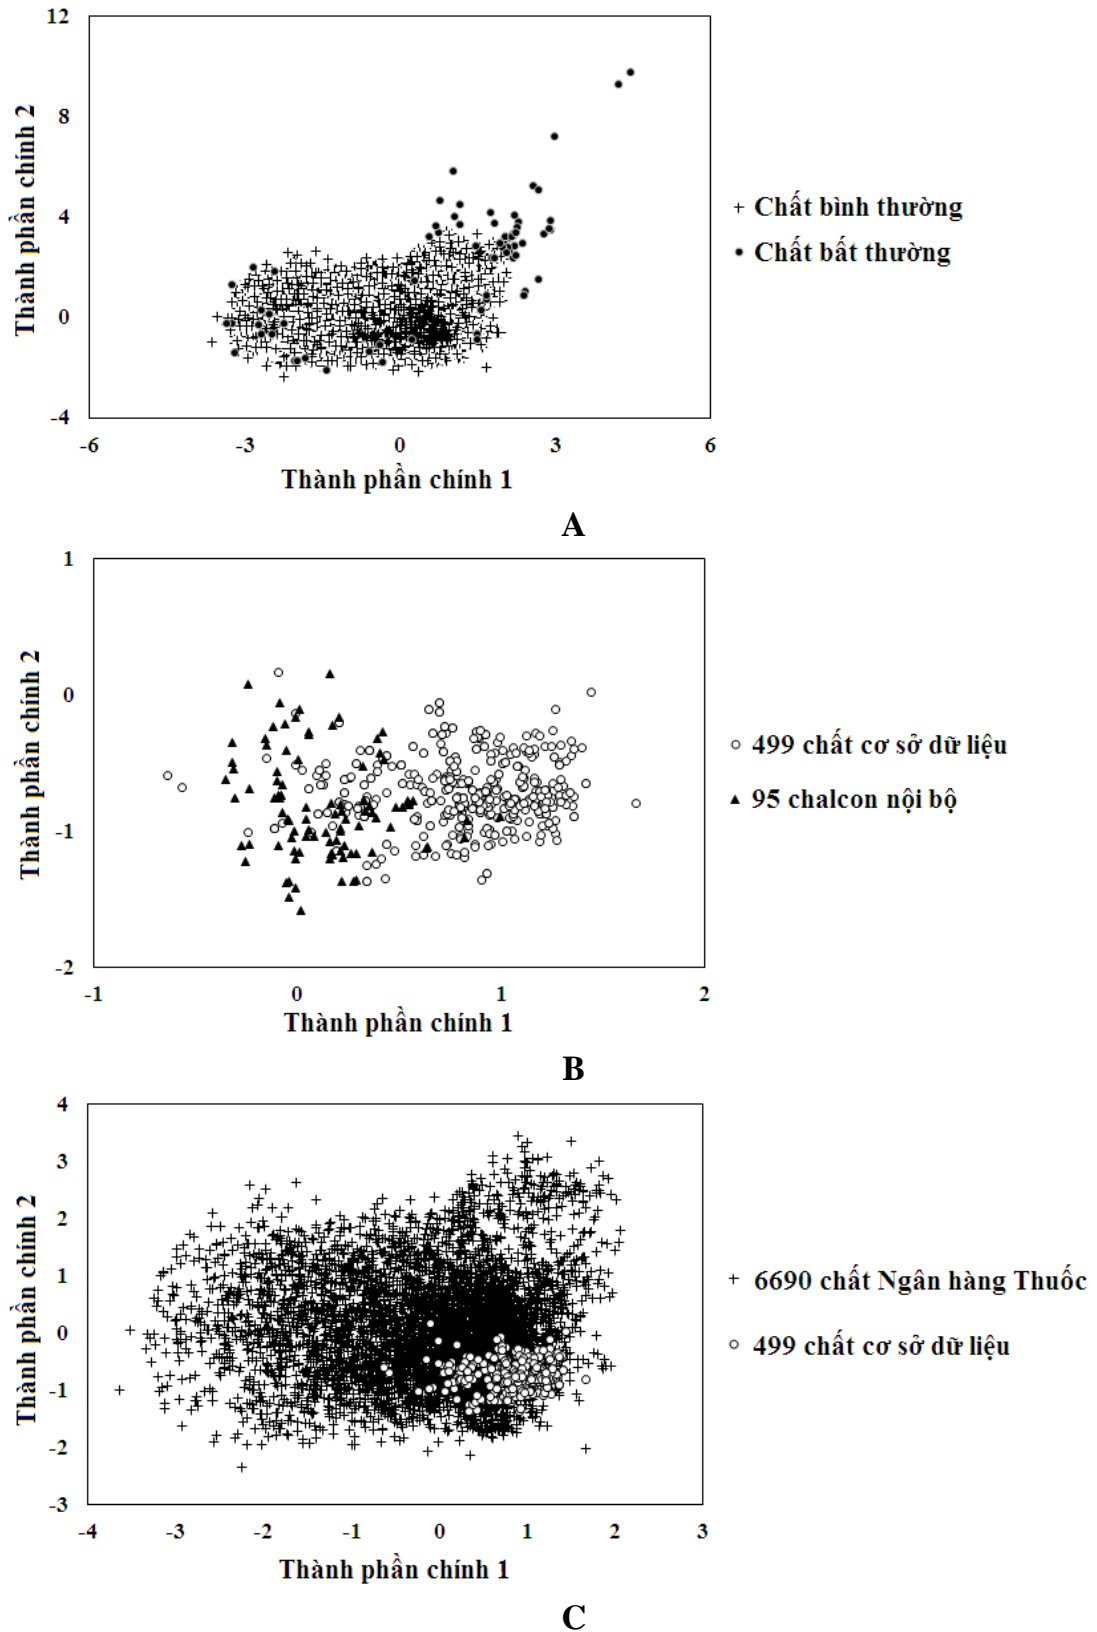 12
8
4
0
-4
-6
-3
0
3
6
Thành phần chính 2
Thành phần chính 1
Chất bình thường
Chất bất thường
A
1
0
-1
-2
-1
0
1
2
Thành phần chính 2
Thành phần chính 1
499 chất cơ sở dữ liệu
95 chalcon nội bộ
B
4
3
2
1
0
-1
-2
-3
-4
-3
-2
-1
0
1
2
3
Thành phần chính 2
Thành phần chính 1
6690 chất Ngân hàng Thuốc
499 chất cơ sở dữ liệu
C